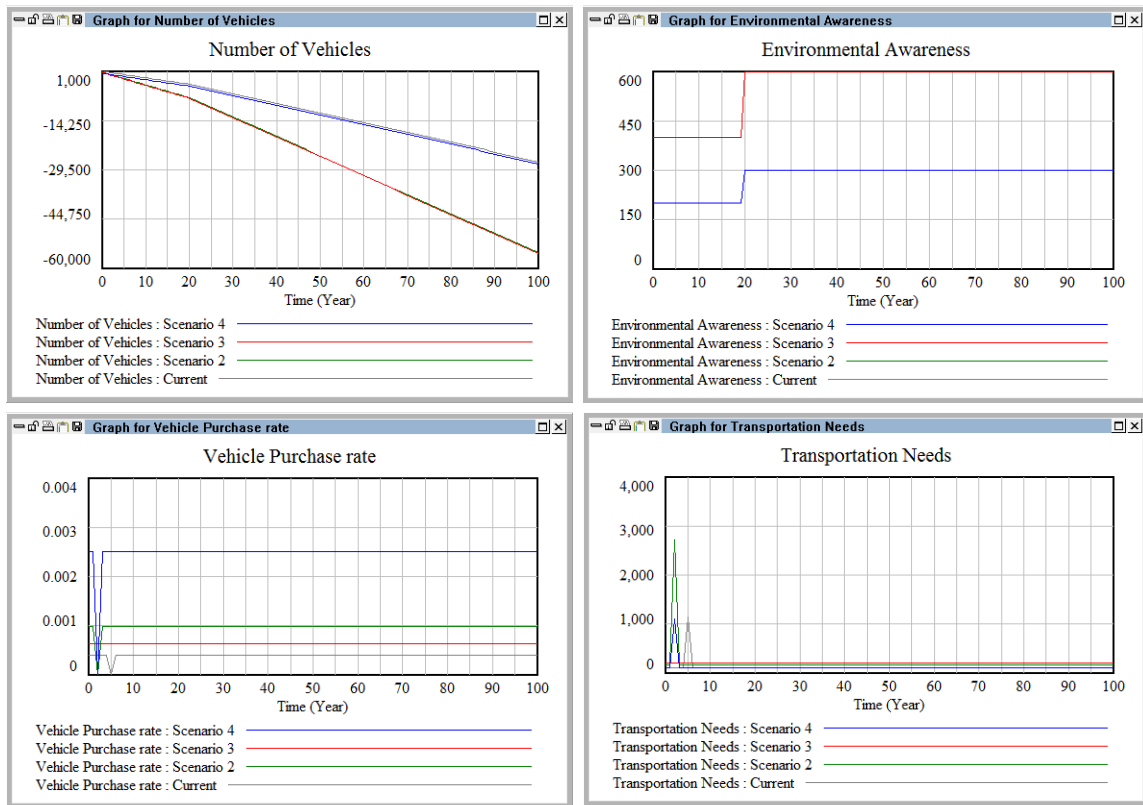 Graph for Number of Vehicles
Number of Vehicles
1,000
-14,250
-29,500
-44,750
-60,000
0 10 20 30 40 50 60 70 80 90 100
Time (Year)
Number of Vehicles : Scenario 4
Number of Vehicles : Scenario 3
Number of Vehicles : Scenario 2
Number of Vehicles : Current
Graph for Environmental Awareness
Environmental Awareness
600
450
300
150
0
0 10 20 30 40 50 60 70 80 90 100
Time (Year)
Environmental Awareness : Scenario 4
Environmental Awareness : Scenario 3
Environmental Awareness : Scenario 2
Environmental Awareness : Current
Graph for Vehicle Purchase rate
Vehicle Purchase rate
0.004
0.003
0.002
0.001
0
0 10 20 30 40 50 60 70 80 90 100
Time (Year)
Vehicle Purchase rate : Scenario 4
Vehicle Purchase rate : Scenario 3
Vehicle Purchase rate : Scenario 2
Vehicle Purchase rate : Current
Graph for Transportation Needs
Transportation Needs
4,000
3,000
2,000
1,000
0
0 10 20 30 40 50 60 70 80 90 100
Time (Year)
Transportation Needs : Scenario 4
Transportation Needs : Scenario 3
Transportation Needs : Scenario 2
Transportation Needs : Current